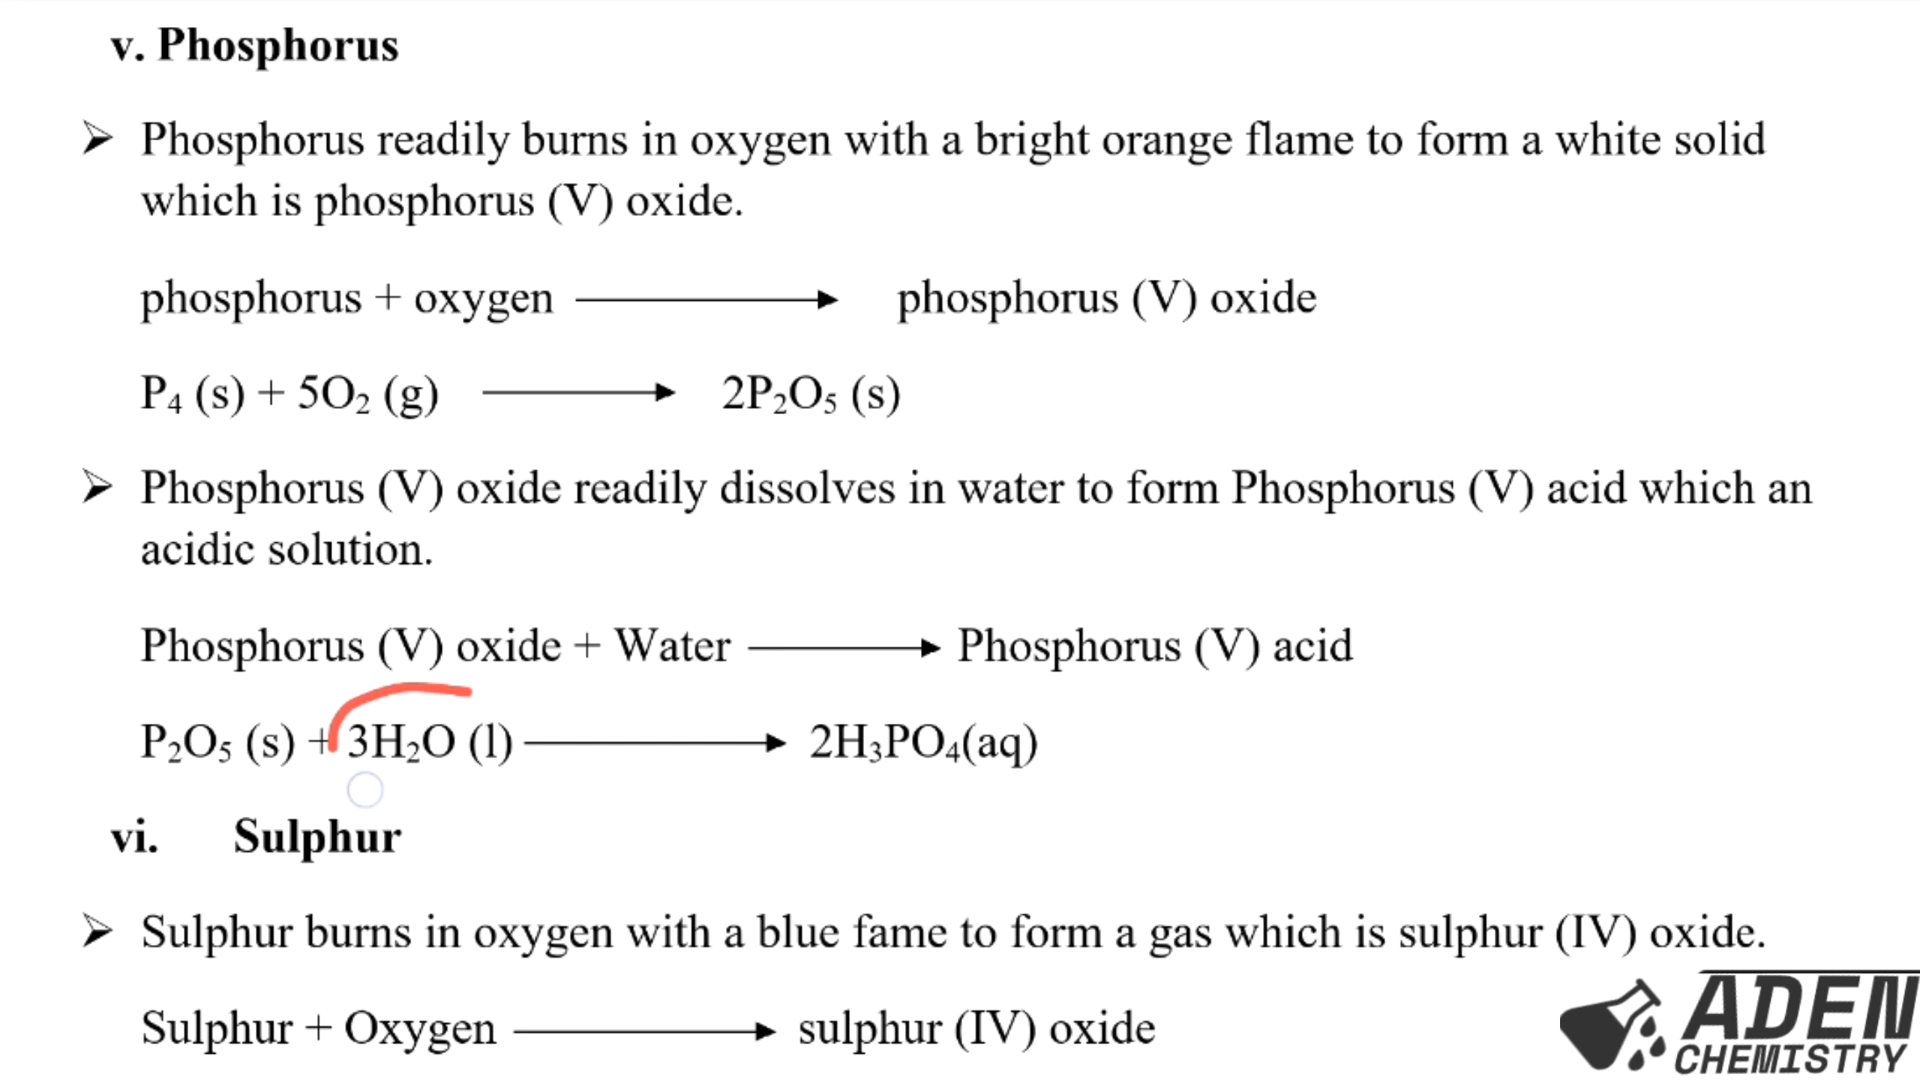 v. Phosphorus
➢ Phosphorus readily burns in oxygen with a bright orange flame to form a white solid
which is phosphorus (V) oxide.
phosphorus + oxygen ⟶ phosphorus (V) oxide
P₄ (s) + 5O₂ (g) ⟶ 2P₂O₅ (s)
➢ Phosphorus (V) oxide readily dissolves in water to form Phosphorus (V) acid which an
acidic solution.
Phosphorus (V) oxide + Water ⟶ Phosphorus (V) acid
P₂O₅ (s) + 3H₂O (l) ⟶ 2H₃PO₄(aq)
vi. Sulphur
➢ Sulphur burns in oxygen with a blue fame to form a gas which is sulphur (IV) oxide.
Sulphur + Oxygen ⟶ sulphur (IV) oxide
ADEN
CHEMISTRY